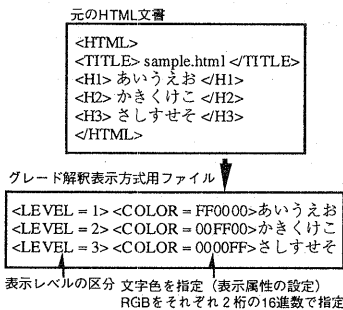 元のHTML文書
<HTML>
<TITLE> sample.html </TITLE>
<H1> あいうえお </H1>
<H2> かきくけこ </H2>
<H3> さしすせそ </H3>
</HTML>
グレード解釈表示方式用ファイル
<LEVEL = 1><COLOR = FF0000>あいうえお
<LEVEL = 2><COLOR = 00FF00>かきくけこ
<LEVEL = 3><COLOR = 0000FF>さしすせそ
表示レベルの区分 文字色を指定（表示属性の設定）
RGBをそれぞれ2桁の16進数で指定